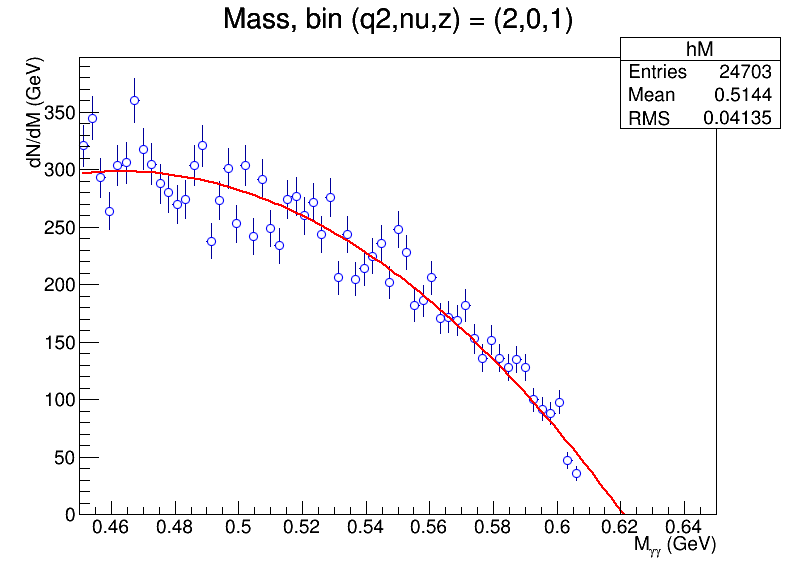 Mass, bin (q2,nu,z) = (2,0,1)
hM
Entries 24703
Mean 0.5144
RMS 0.04135
dN/dM (GeV)
350
300
250
200
150
100
50
0
0.46 0.48 0.5 0.52 0.54 0.56 0.58 0.6 0.62 0.64
Mγγ (GeV)